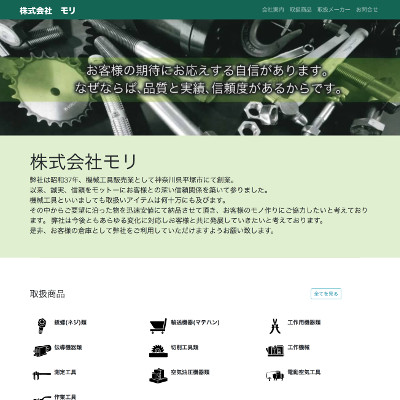 株式会社　モリ
会社案内　取扱商品　取扱メーカー　お問合せ
お客様の期待にお応えする自信があります。
なぜならば、品質と実績、信頼度があるからです。
株式会社モリ
弊社は昭和37年、機械工具販売業として神奈川県平塚市にて創業。
以来、誠実、信頼をモットーにお客様との深い信頼関係を築いて参りました。
機械工具といいましても取扱いアイテムは何十万にも及びます。
その中からご要望に沿った物を迅速安価にて納品させて頂き、お客様のモノ作りにご協力したいと考えております。弊社は今後ともあらゆる変化に対応しお客様と共に発展していきたいと考えております。
是非、お客様の倉庫として弊社をご利用していただけますようお願い致します。
取扱商品
全てを見る
螺娘(ネジ)類
輸送機器(マテハン)
工作用機器類
伝導機器類
切削工具類
工作機械
測定工具
空気油圧機器類
電動空気工具
作業工具